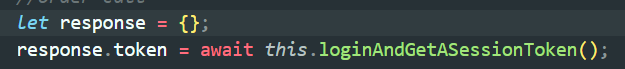 let response = {};
response.token = await this.loginAndGetASessionToken();